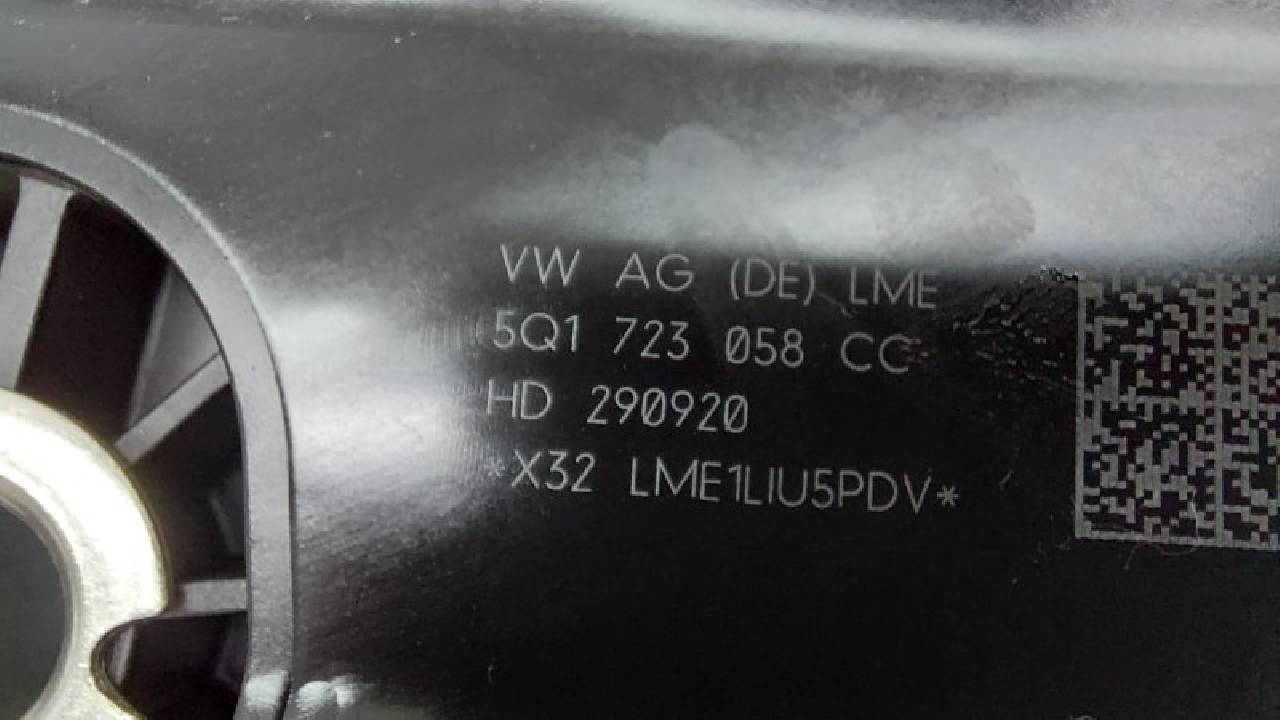 VW AG (DE) LME
5Q1 723 058 CC
HD 290920
*X32 LME1LIU5PDV*